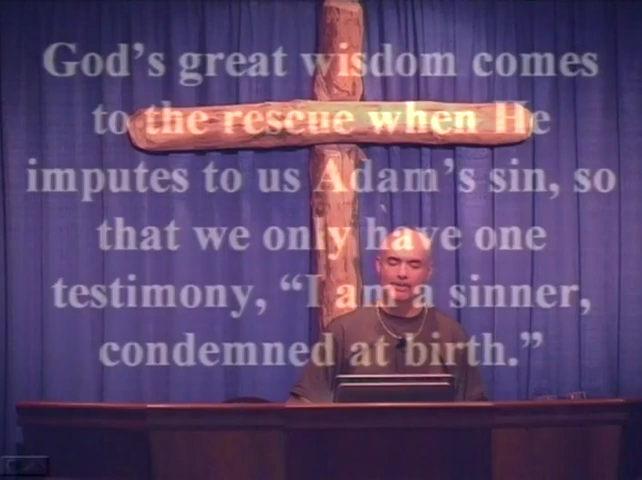 God's great wisdom comes
to the rescue when He
imputes to us Adam's sin, so
that we only have one
testimony, “I am a sinner,
condemned at birth.”